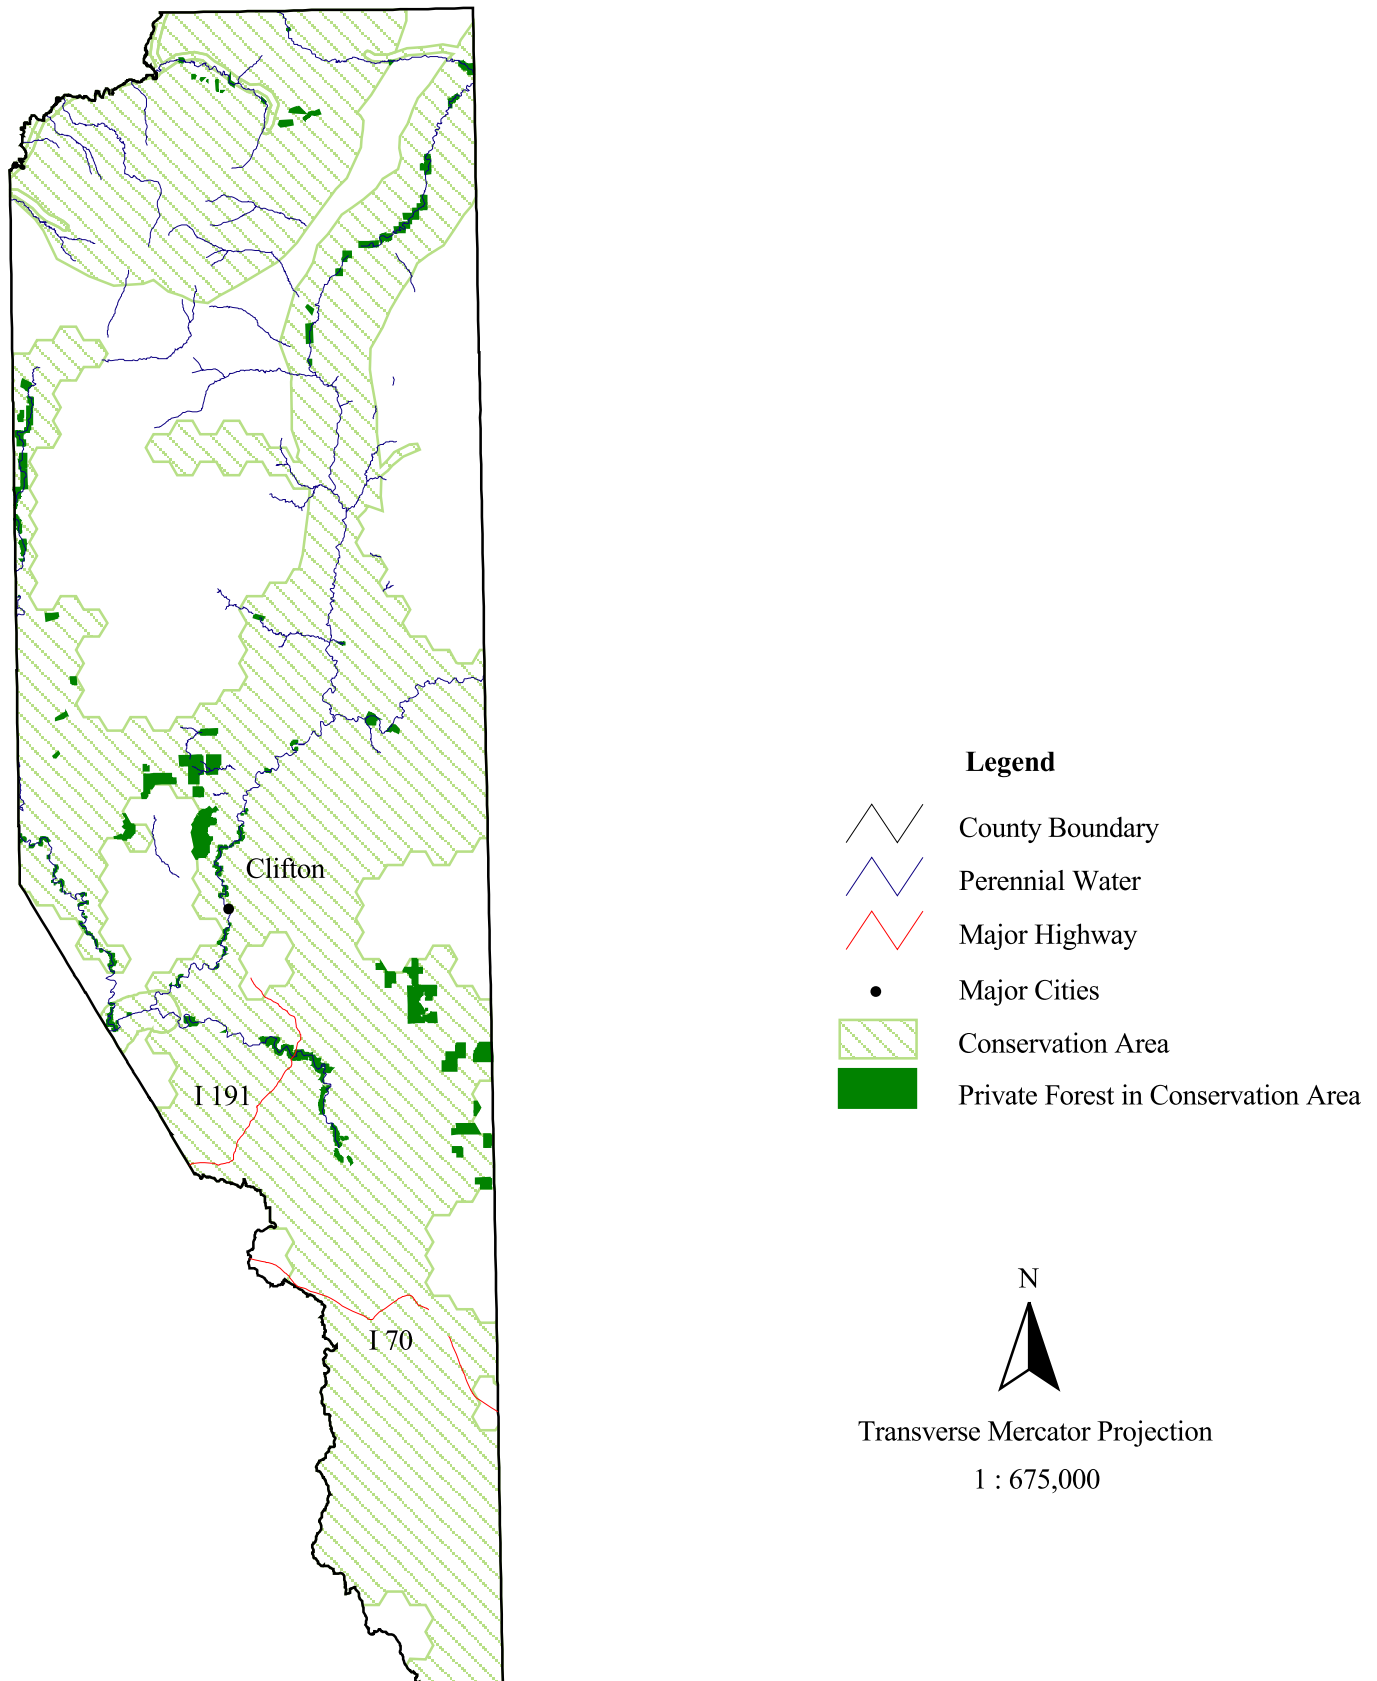 Legend
County Boundary
Perennial Water
Clifton
Major Highway
Major Cities
Conservation Area
I 191
Private Forest in Conservation Area
N
I 70
Transverse Mercator Projection
1 : 675,000